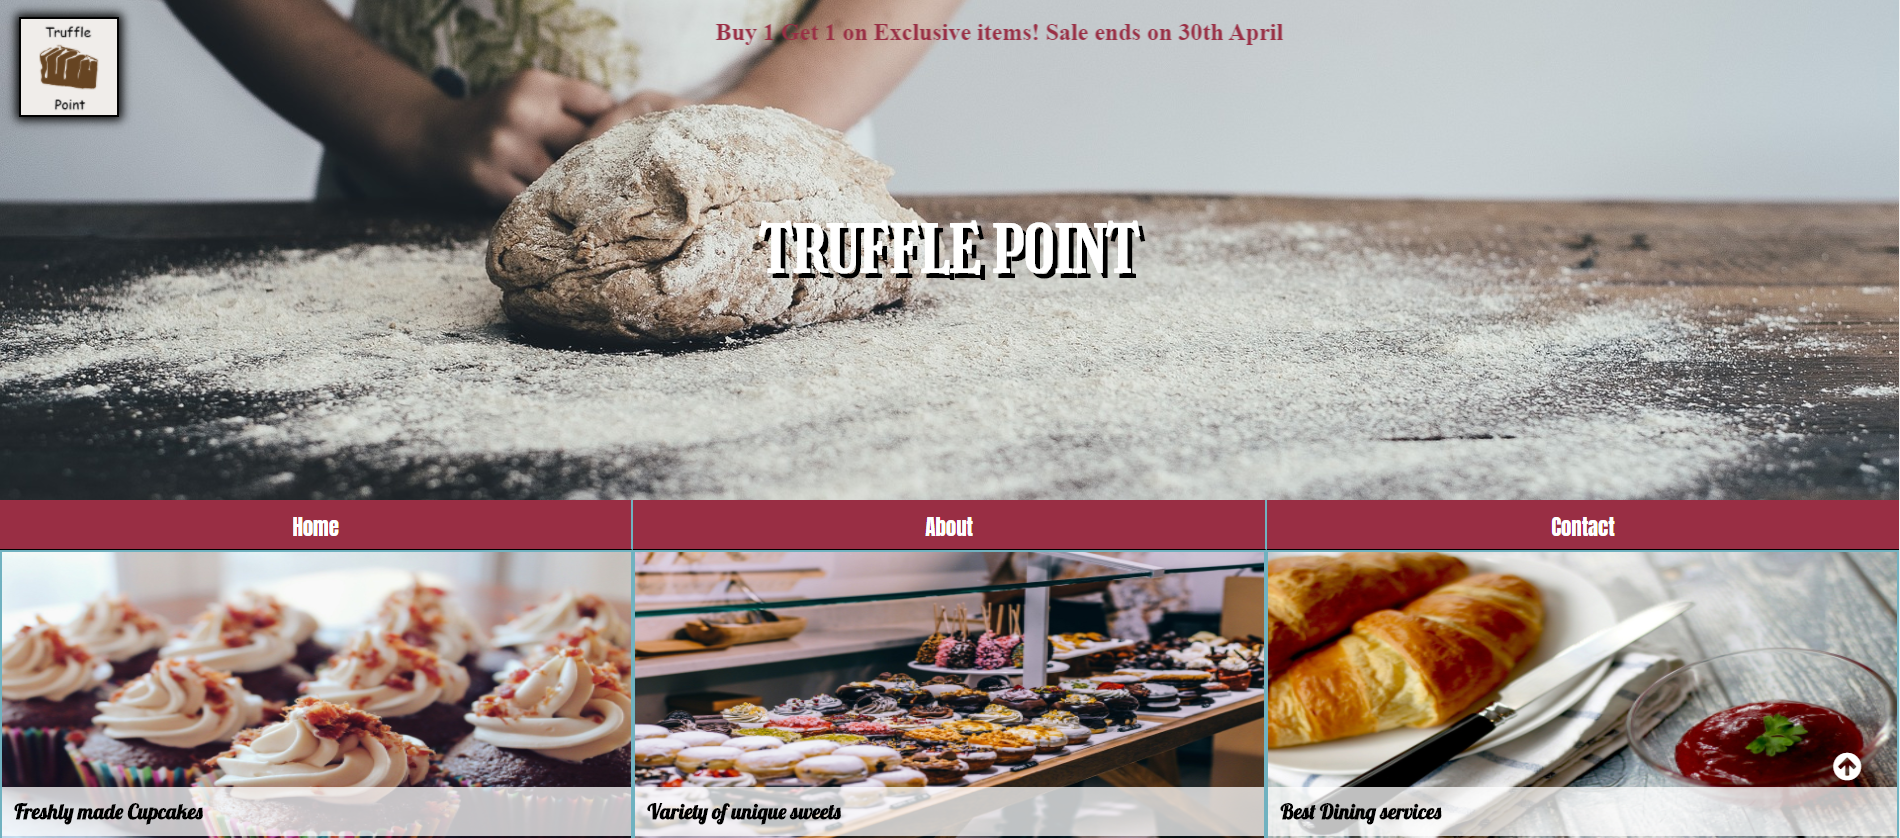 Truffle
Point
Buy 1 Get 1 on Exclusive items! Sale ends on 30th April
TRUFFLE POINT
Home
About
Contact
Freshly made Cupcakes
Variety of unique sweets
Best Dining services